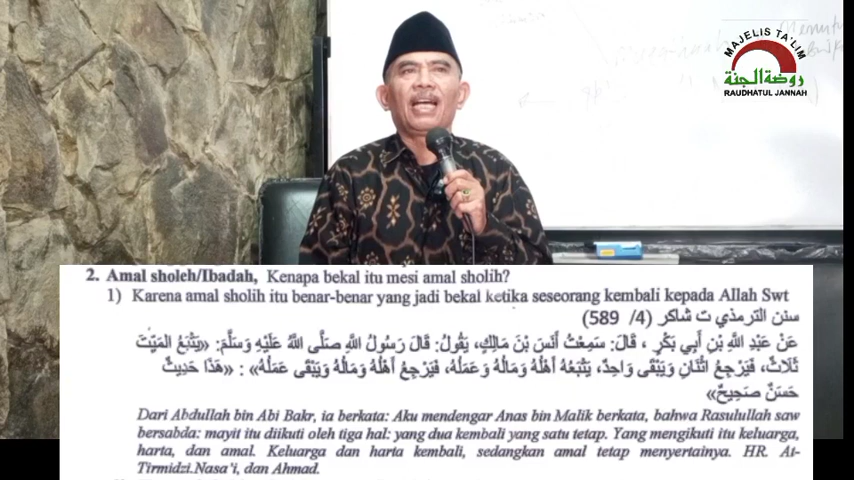 MAJELIS TA'LIM
روضة الجنة
RAUDHATUL JANNAH
2. Amal sholeh/Ibadah, Kenapa bekal itu mesi amal sholih?
1) Karena amal sholih itu benar-benar yang jadi bekal ketika seseorang kembali kepada Allah Swt
سنن الترمذي ت شاكر (4/ 589)
عَنْ عَبْدِ اللَّهِ بْنِ أَبِي بَكْرٍ ، قَالَ: سَمِعْتُ أَنَسَ بْنَ مَالِكٍ، يَقُولُ: قَالَ رَسُولُ اللَّهِ صَلَّى اللَّهُ عَلَيْهِ وَسَلَّمَ: «يَتْبَعُ المَيِّتَ
ثَلَاثٌ، فَيَرْجِعُ اثْنَانِ وَيَبْقَى وَاحِدٌ، يَتْبَعُهُ أَهْلُهُ وَمَالُهُ وَعَمَلُهُ، فَيَرْجِعُ أَهْلُهُ وَمَالُهُ وَيَبْقَى عَمَلُهُ» : «هَذَا حَدِيثٌ
حَسَنٌ صَحِيحٌ»
Dari Abdullah bin Abi Bakr, ia berkata: Aku mendengar Anas bin Malik berkata, bahwa Rasulullah saw
bersabda: mayit itu diikuti oleh tiga hal: yang dua kembali yang satu tetap. Yang mengikuti itu keluarga,
harta, dan amal. Keluarga dan harta kembali, sedangkan amal tetap menyertainya. HR. At-
Tirmidzi.Nasa'i, dan Ahmad.